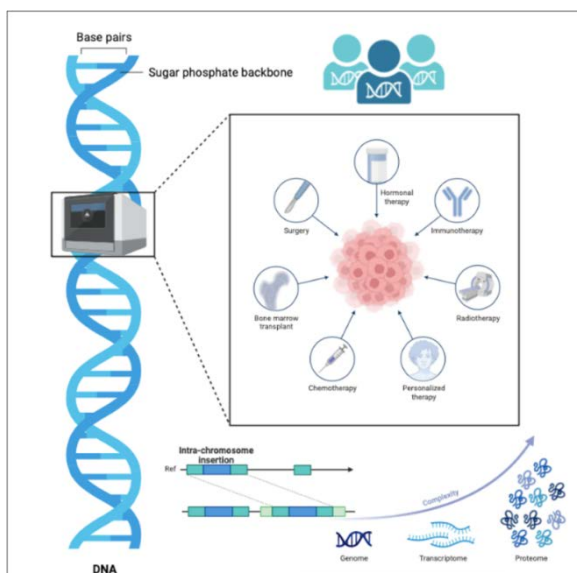 Base pairs
Sugar phosphate backbone
Hormonal
therapy
Surgery
Immunotherapy
Bone marrow
transplant
Radiotherapy
Chemotherapy
Personalized
therapy
Intra-chromosome
insertion
Ref
Complexity
Genome
Transcriptome
Proteome
DNA